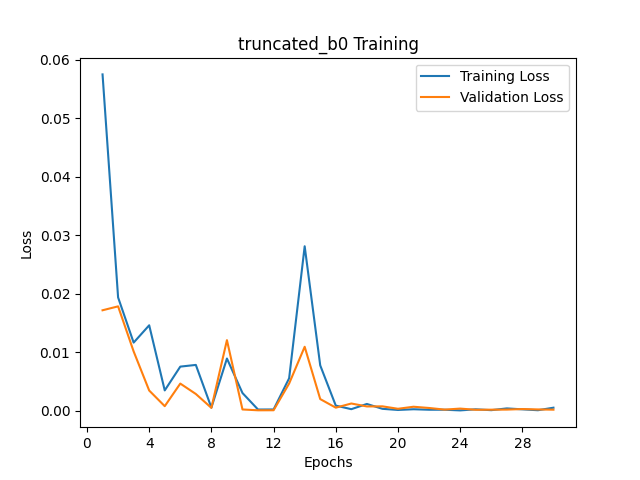 truncated_b0 Training
Training Loss
Validation Loss
0.06
0.05
0.04
0.03
0.02
0.01
0.00
Loss
0 4 8 12 16 20 24 28
Epochs